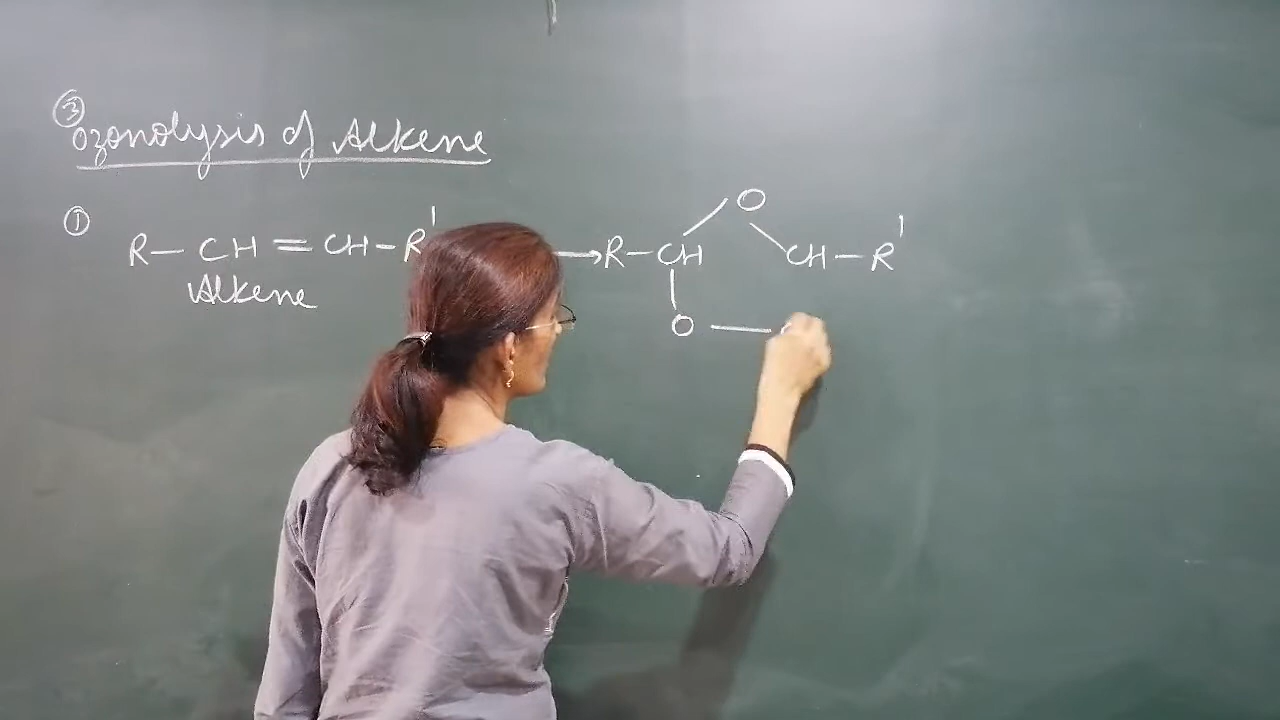 ③
Ozonolysis of Alkene
① R — CH = CH – R' → R – CH CH – R'
O
Alkene
O —